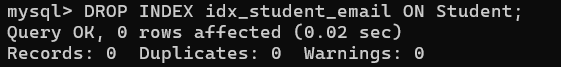 mysql> DROP INDEX idx_student_email ON Student;
Query OK, 0 rows affected (0.02 sec)
Records: 0  Duplicates: 0  Warnings: 0